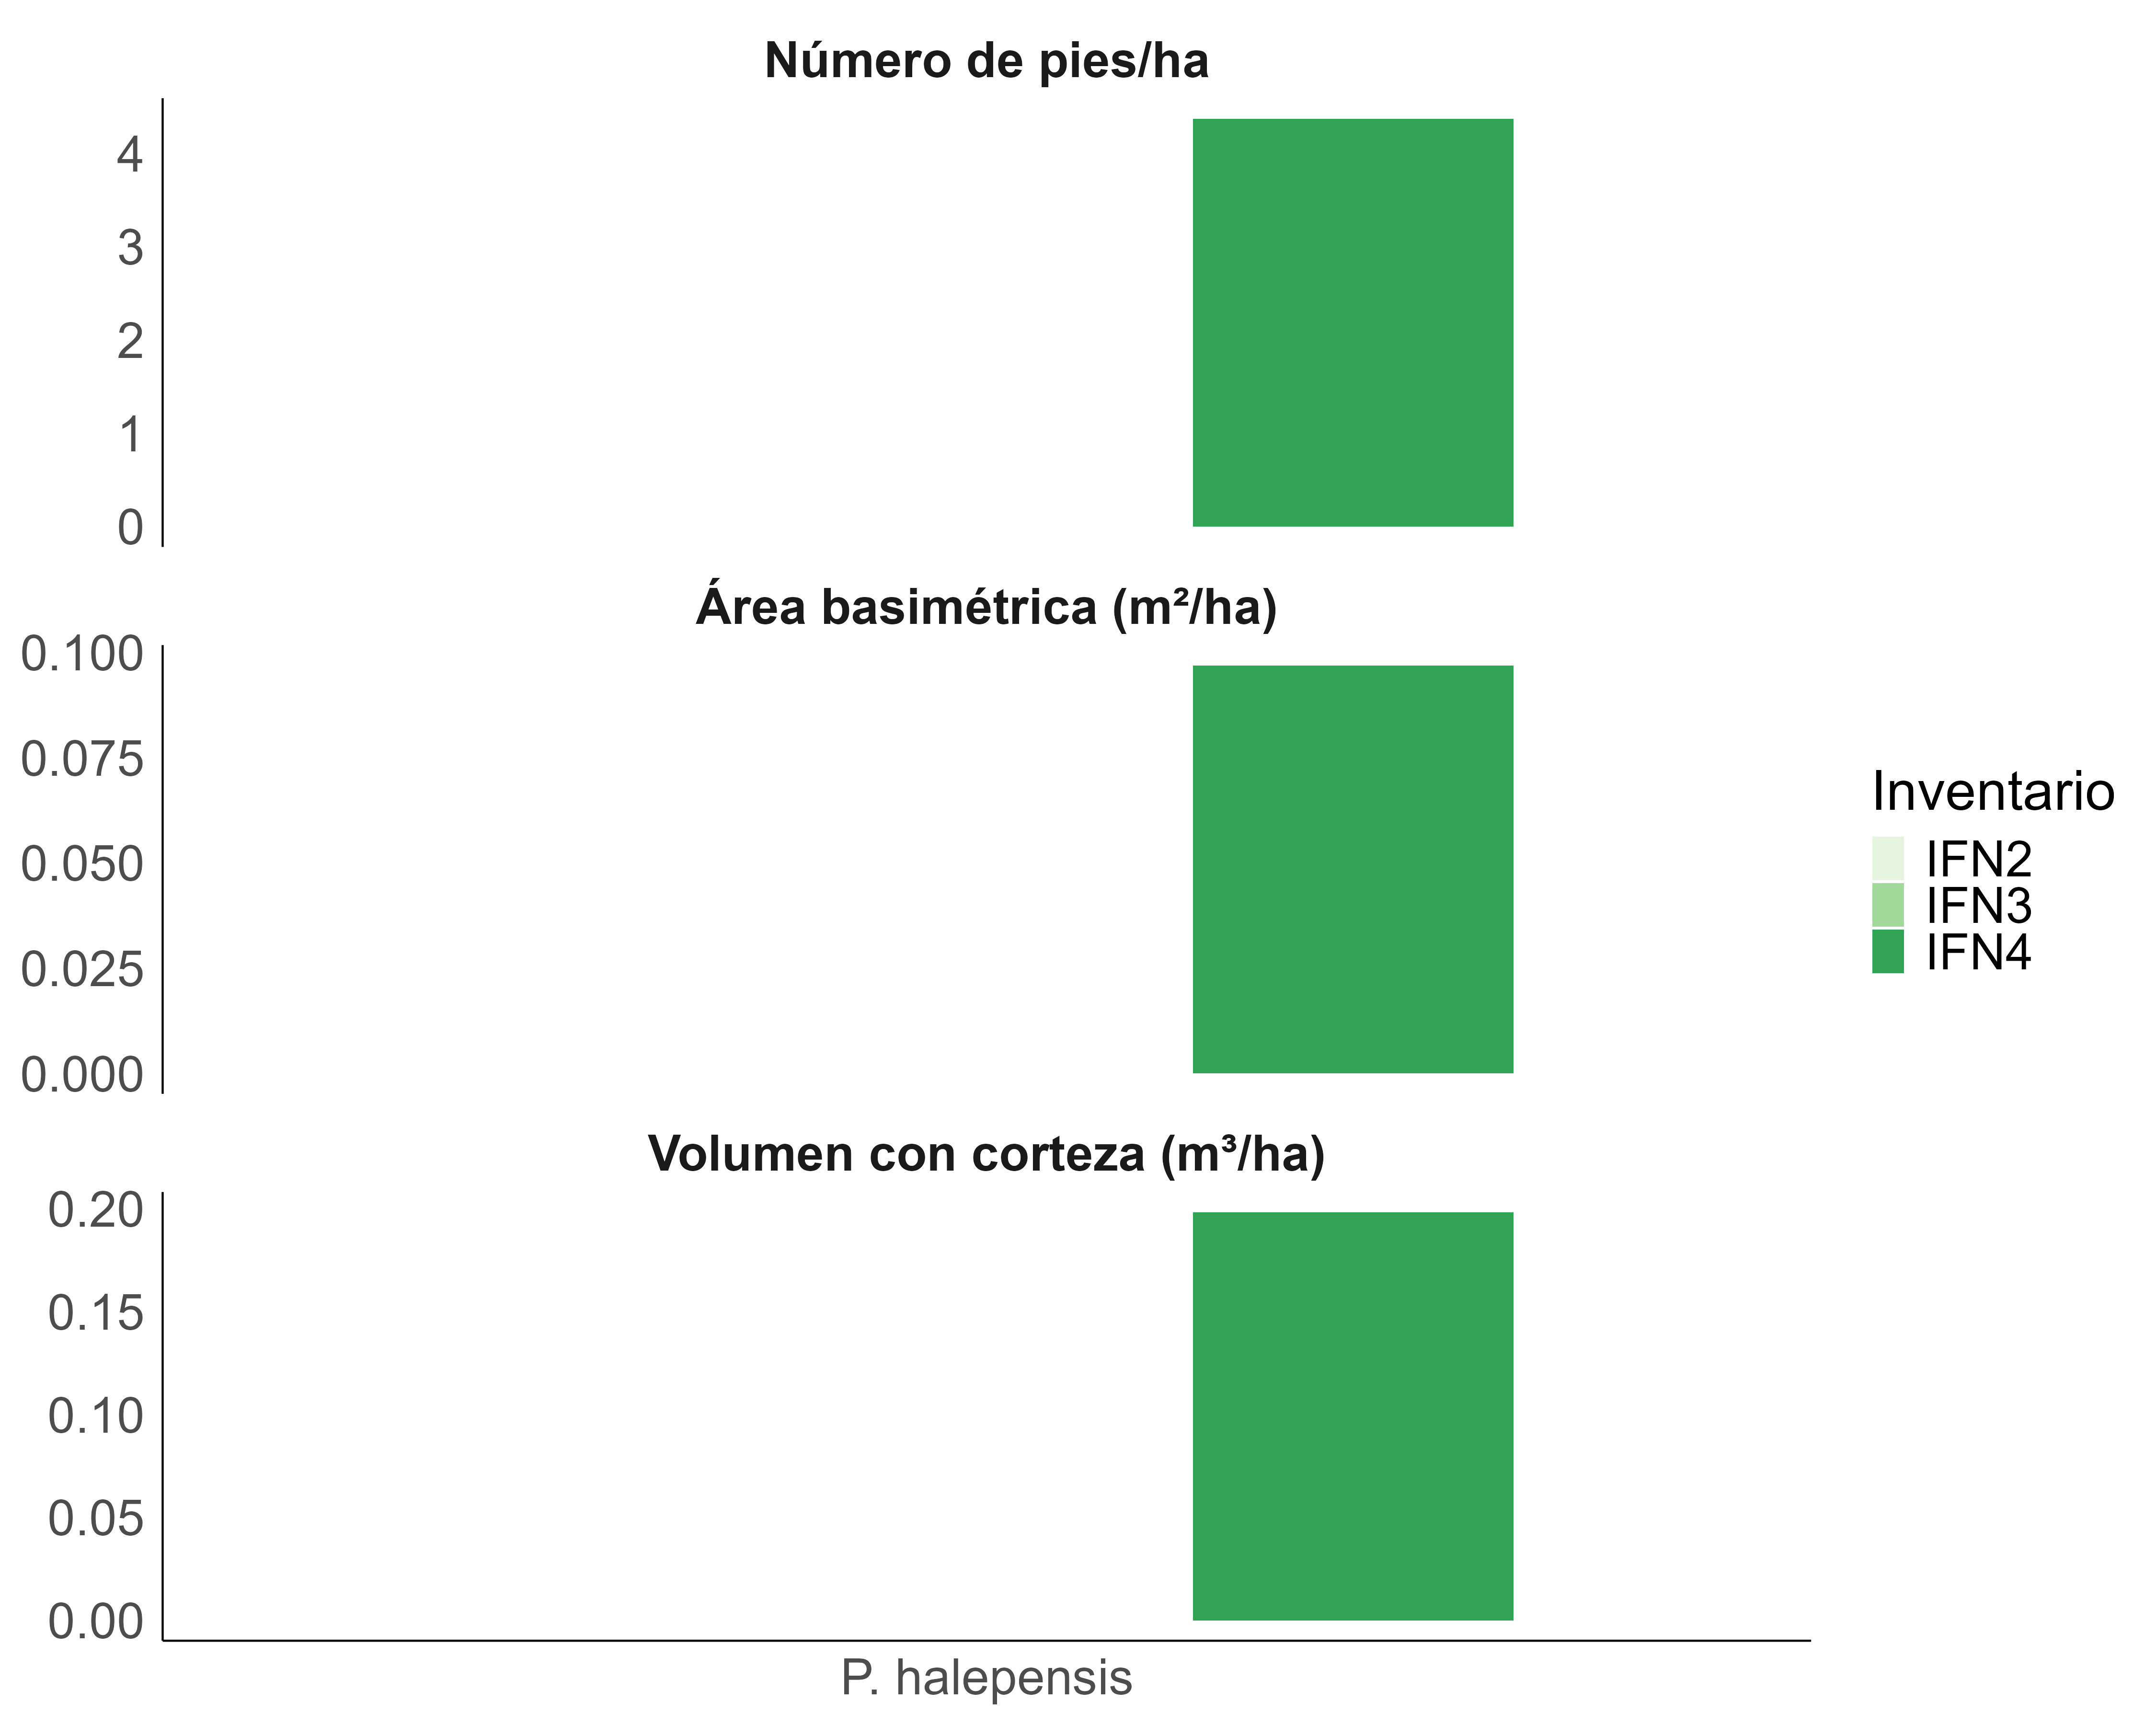 Número de pies/ha
4
3
2
1
0
Área basimétrica (m²/ha)
0.100
0.075
0.050
0.025
0.000
Volumen con corteza (m³/ha)
0.20
0.15
0.10
0.05
0.00
P. halepensis
Inventario
IFN2
IFN3
IFN4